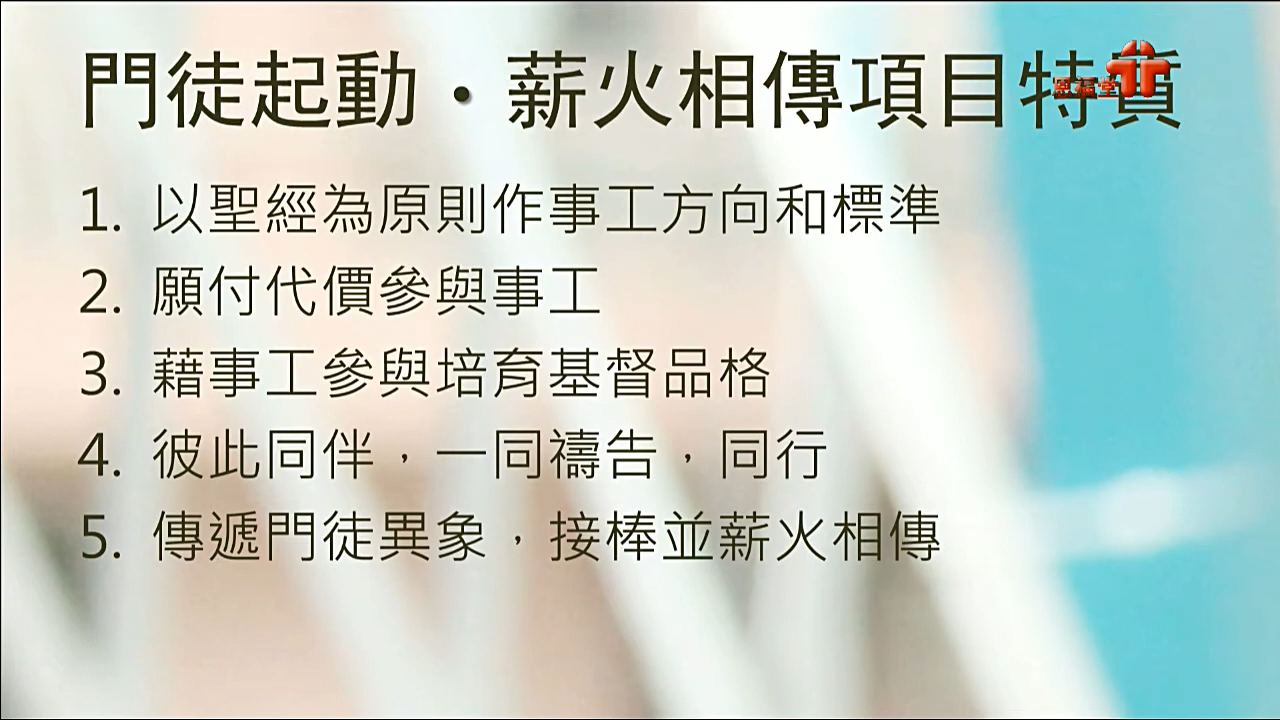 門徒起動・薪火相傳項目特質
恩福堂
1. 以聖經為原則作事工方向和標準
2. 願付代價參與事工
3. 藉事工參與培育基督品格
4. 彼此同伴，一同禱告，同行
5. 傳遞門徒異象，接棒並薪火相傳